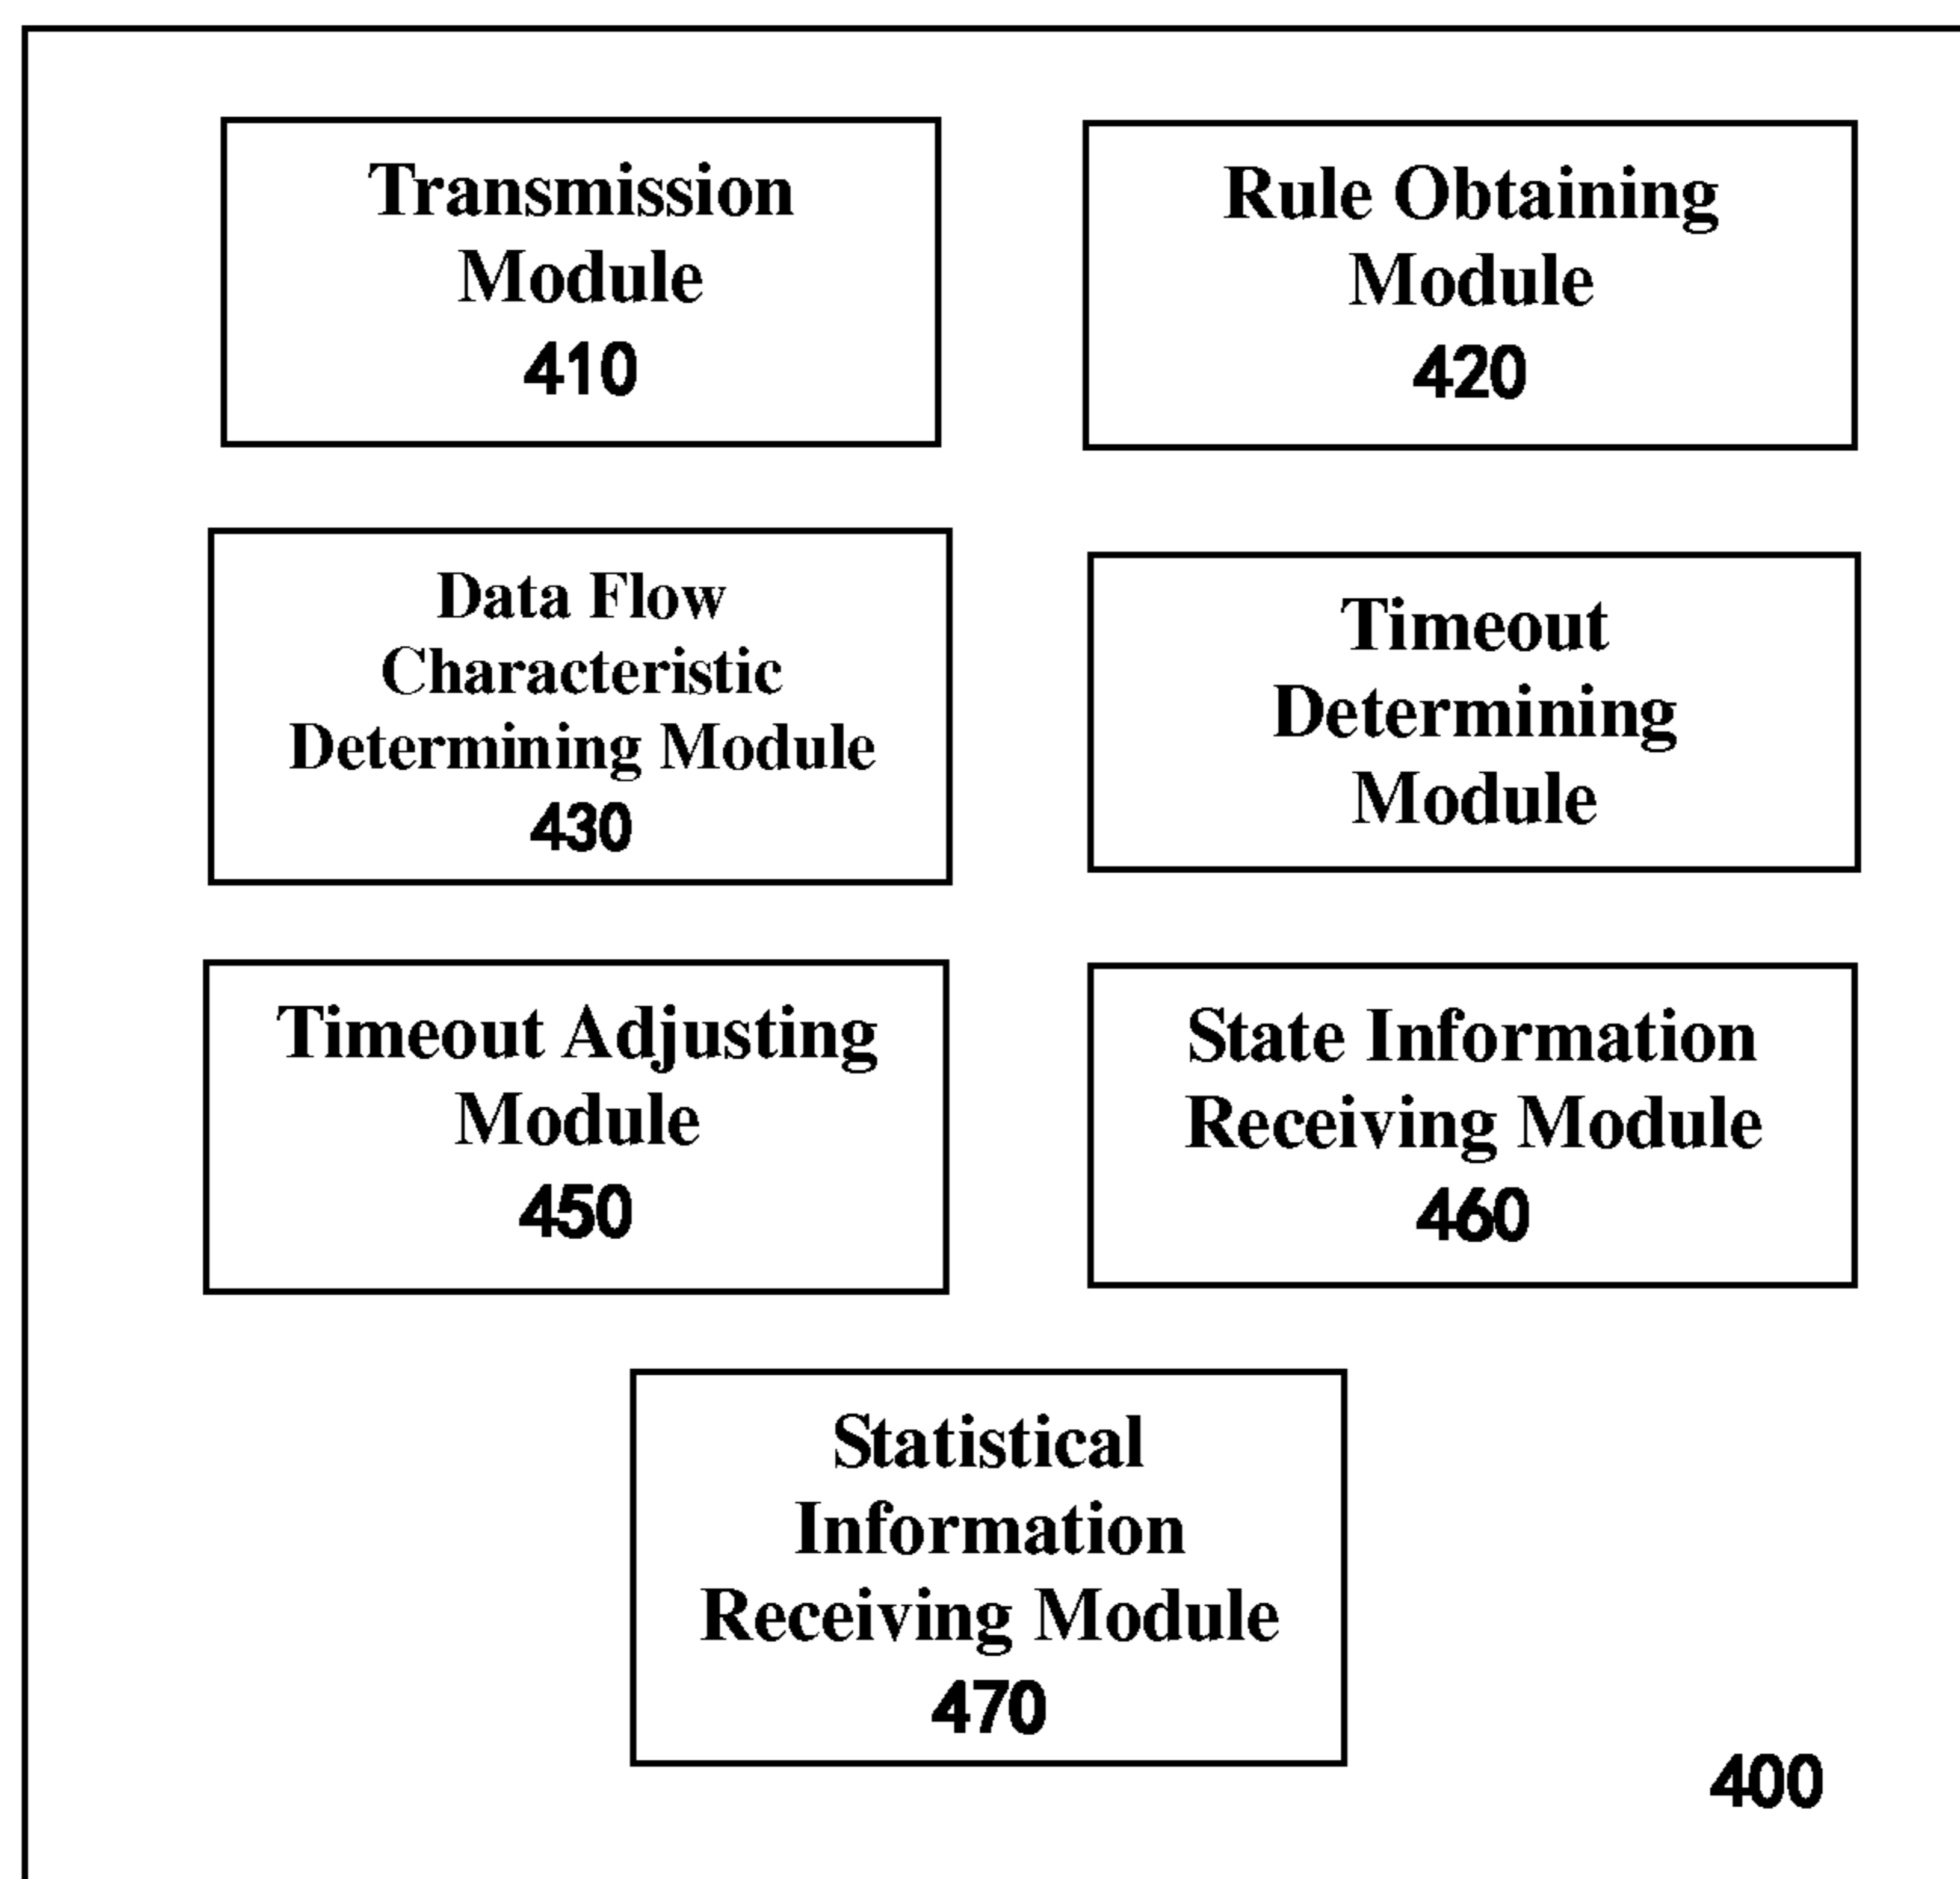 Transmission
Module
410
Rule Obtaining
Module
420
Data Flow
Characteristic
Determining Module
430
Timeout
Determining
Module
Timeout Adjusting
Module
450
State Information
Receiving Module
460
Statistical
Information
Receiving Module
470
400